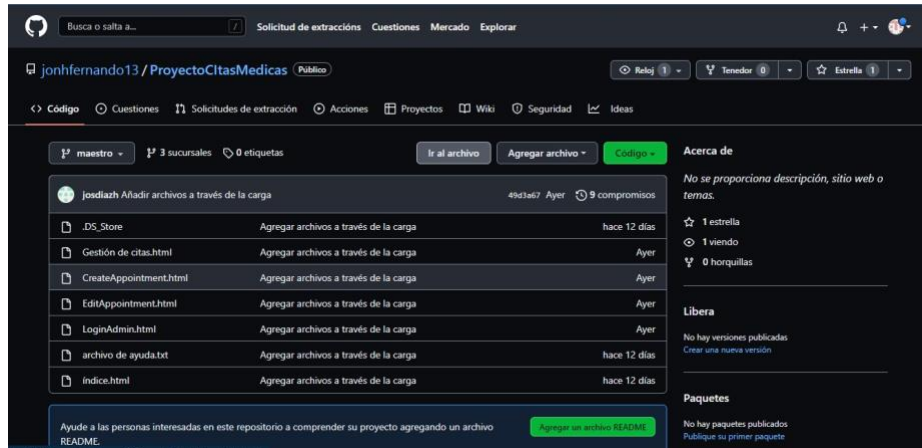 Busca o salta a... / Solicitud de extraccións Cuestiones Mercado Explorar
jonhfernando13 / ProyectoCItasMedicas Público
Reloj 1 Tenedor 0 Estrella 1
<> Código Cuestiones Solicitudes de extracción Acciones Proyectos Wiki Seguridad Ideas
maestro 3 sucursales 0 etiquetas Ir al archivo Agregar archivo Código
josdiazh Añadir archivos a través de la carga 49d3a67 Ayer 9 compromisos
.DS_Store Agregar archivos a través de la carga hace 12 días
Gestión de citas.html Agregar archivos a través de la carga Ayer
CreateAppointment.html Agregar archivos a través de la carga Ayer
EditAppointment.html Agregar archivos a través de la carga Ayer
LoginAdmin.html Agregar archivos a través de la carga Ayer
archivo de ayuda.txt Agregar archivos a través de la carga hace 12 días
índice.html Agregar archivos a través de la carga hace 12 días
Ayude a las personas interesadas en este repositorio a comprender su proyecto agregando un archivo
README.
Agregar un archivo README
Acerca de
No se proporciona descripción, sitio web o
temas.
1 estrella
1 viendo
0 horquillas
Libera
No hay versiones publicadas
Crear una nueva versión
Paquetes
No hay paquetes publicados
Publique su primer paquete